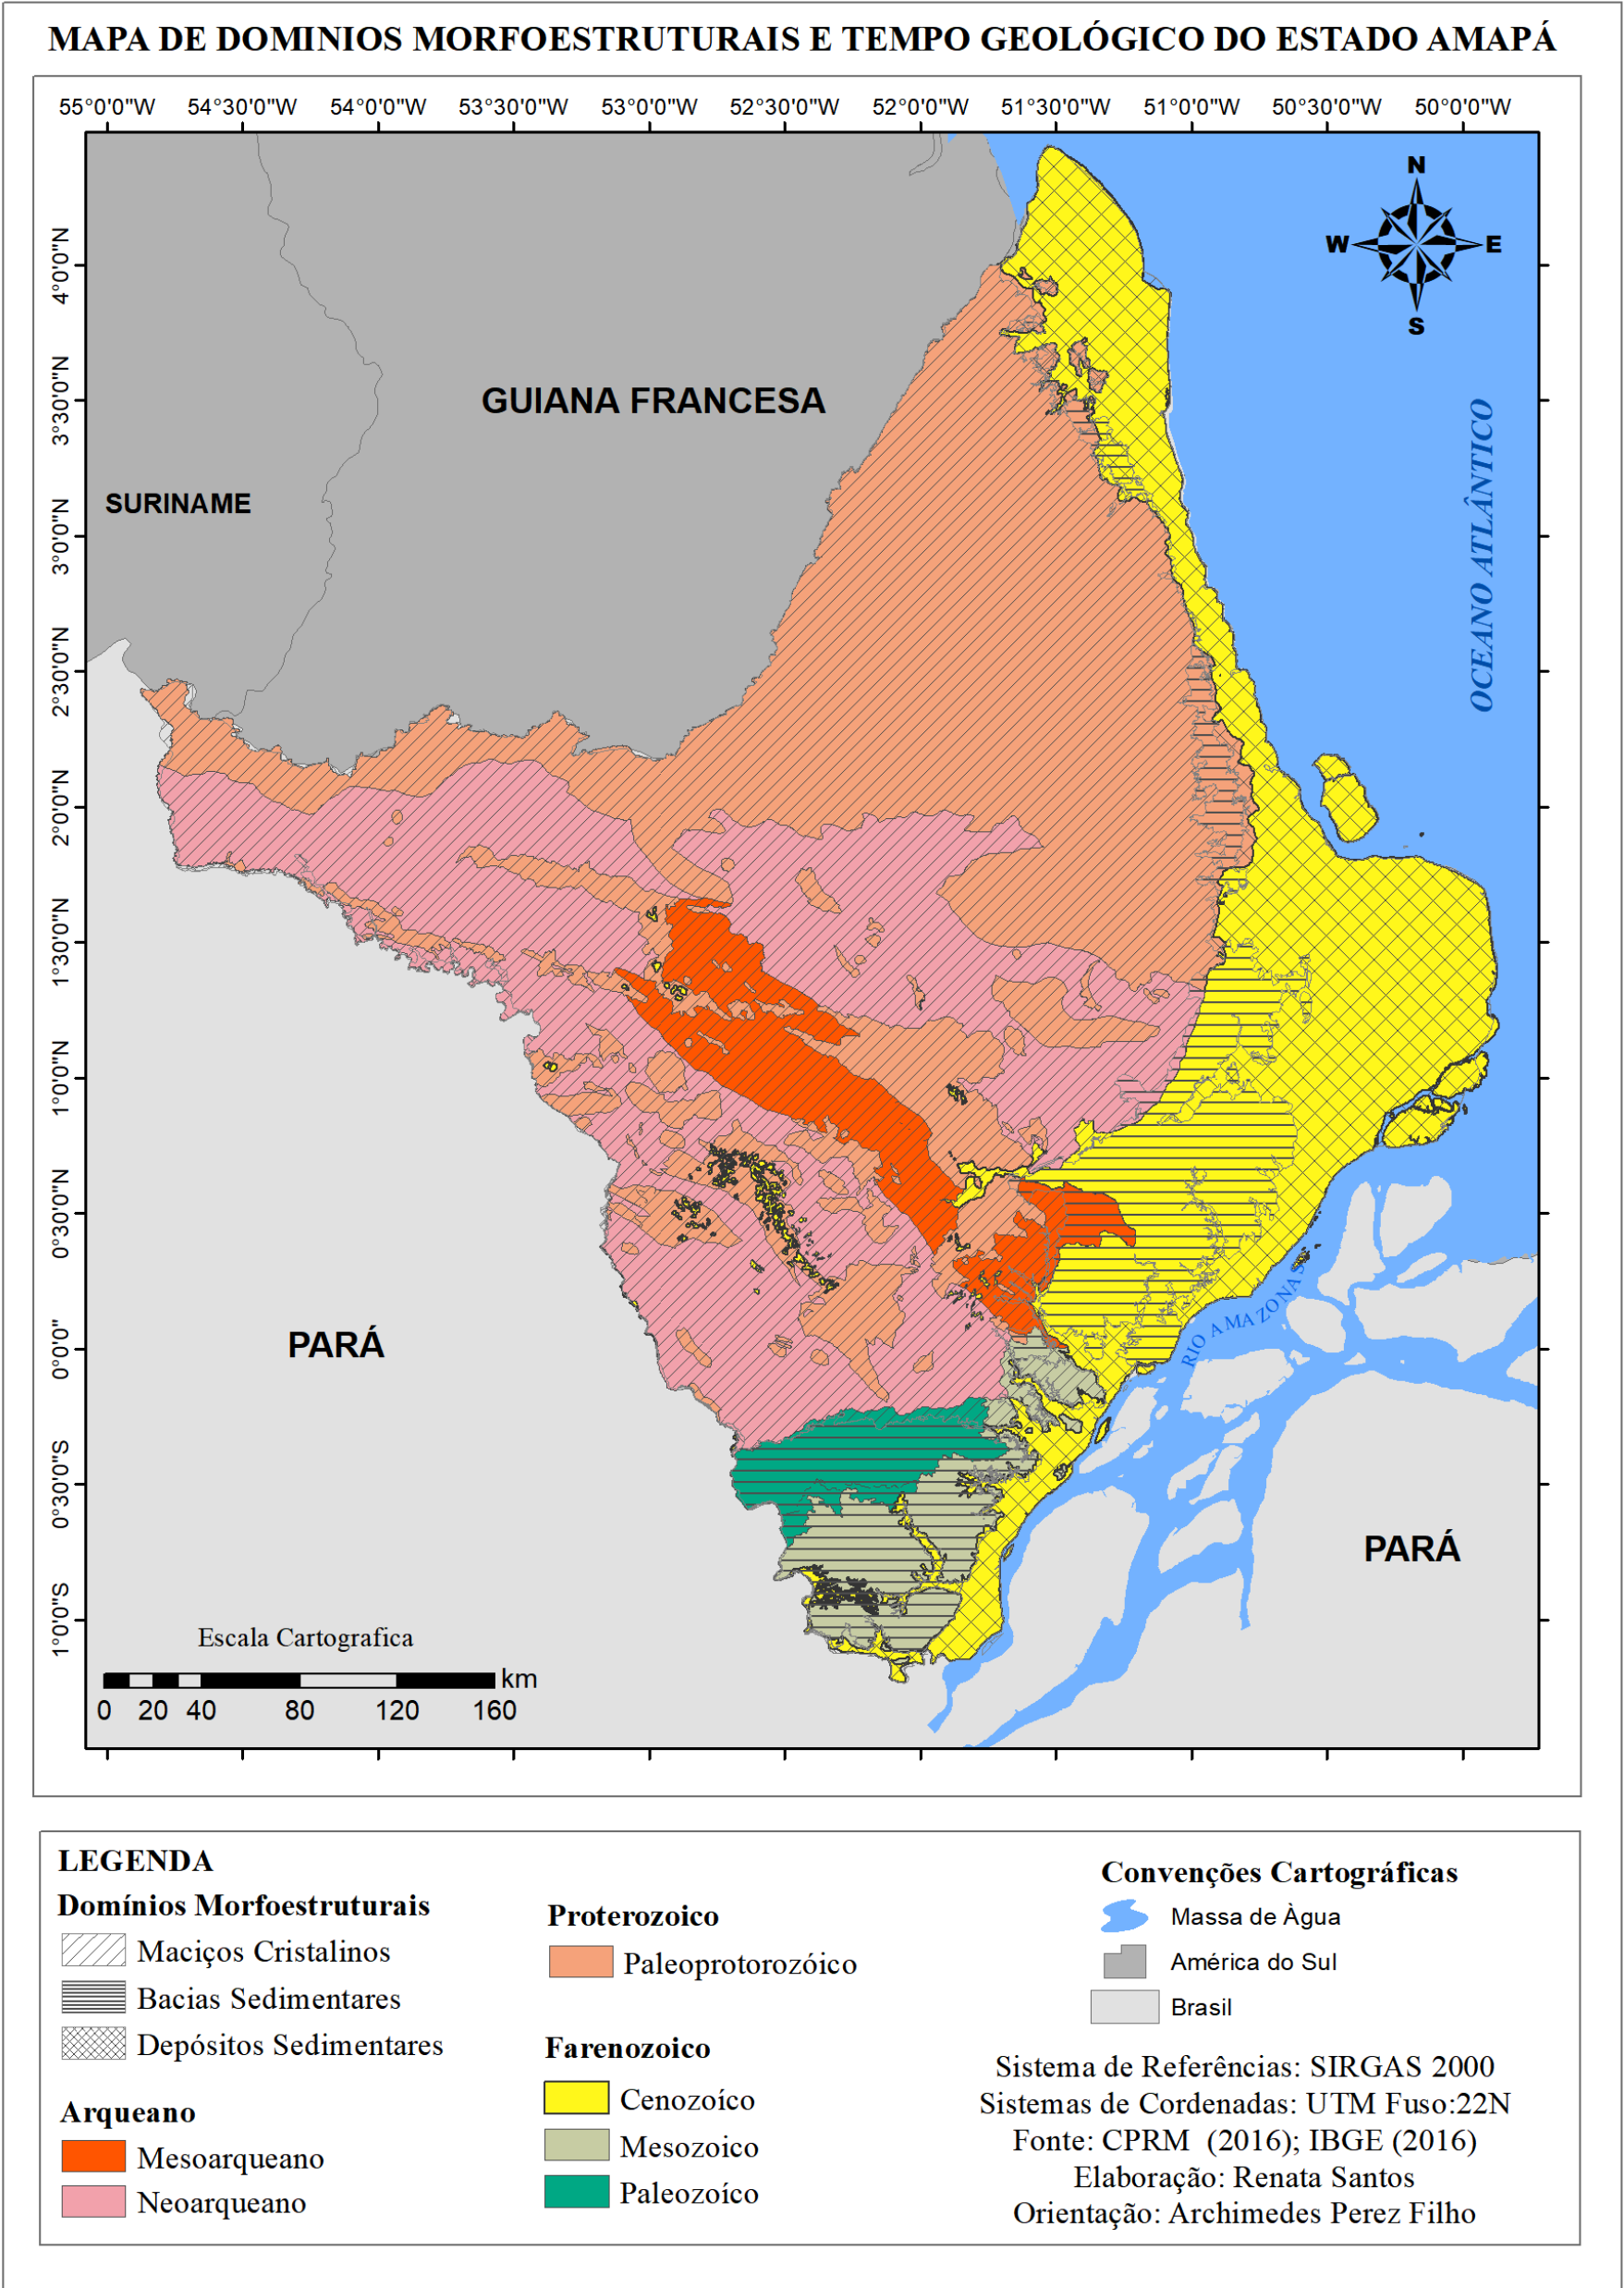 MAPA DE DOMINIOS MORFOESTRUTURAIS E TEMPO GEOLÓGICO DO ESTADO AMAPÁ
55°0'0"W 54°30'0"W 54°0'0"W 53°30'0"W 53°0'0"W 52°30'0"W 52°0'0"W 51°30'0"W 51°0'0"W 50°30'0"W 50°0'0"W
N
W E
S
4°0'0"N
3°30'0"N
3°0'0"N
2°30'0"N
2°0'0"N
1°30'0"N
1°0'0"N
0°30'0"N
0°0'0"
0°30'0"S
1°0'0"S
GUIANA FRANCESA
SURINAME
OCEANO ATLÂNTICO
RIO AMAZONAS
PARÁ
PARÁ
Escala Cartografica
km
0 20 40 80 120 160
LEGENDA
Domínios Morfoestruturais
Maciços Cristalinos
Bacias Sedimentares
Depósitos Sedimentares
Arqueano
Mesoarqueano
Neoarqueano
Proterozoico
Paleoprotorozóico
Farenozoico
Cenozoíco
Mesozoico
Paleozoíco
Convenções Cartográficas
Massa de Àgua
América do Sul
Brasil
Sistema de Referências: SIRGAS 2000
Sistemas de Cordenadas: UTM Fuso:22N
Fonte: CPRM (2016); IBGE (2016)
Elaboração: Renata Santos
Orientação: Archimedes Perez Filho